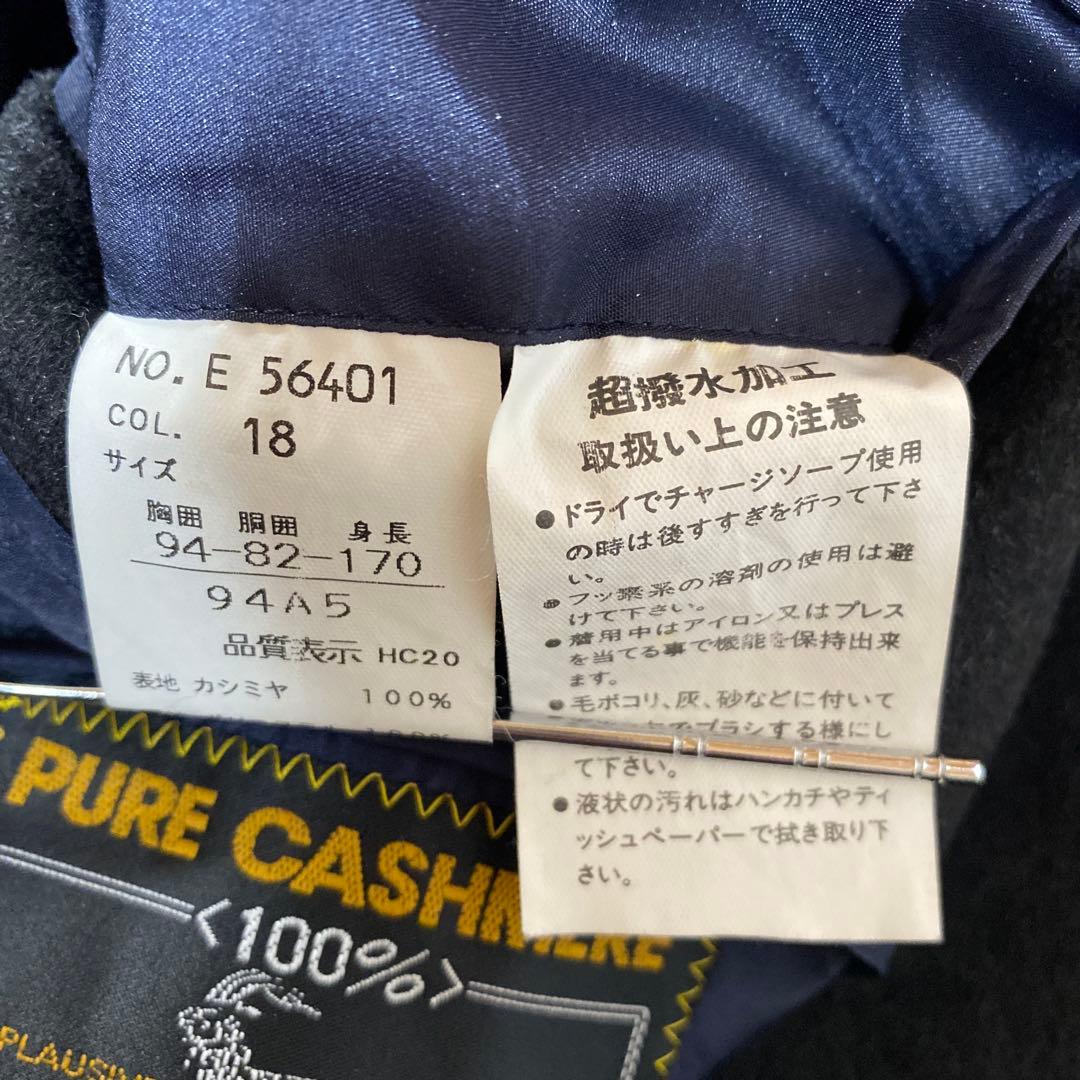 NO. E 56401
COL. 18
サイズ
胸囲 胴囲 身長
94-82-170
94A5
品質表示 HC20
表地 カシミヤ 100%
100%
超撥水加工
取扱い上の注意
●ドライでチャージソープ使用
の時は後すすぎを行って下さ
い。
●フッ素系の溶剤の使用は避
けて下さい。
●着用中はアイロン又はプレス
を当てる事で機能を保持出来
ます。
●毛ボコリ、灰、砂などに付いて
でブラシする様にし
て下さい。
●液状の汚れはハンカチやティ
ッシュペーパーで拭き取り下
さい。
PURE CASHMERE
<100%>